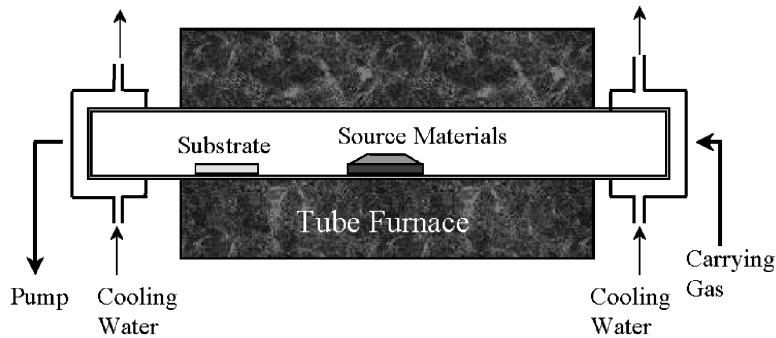 Substrate
Source Materials
Tube Furnace
Pump
Cooling
Water
Cooling
Water
Carrying
Gas